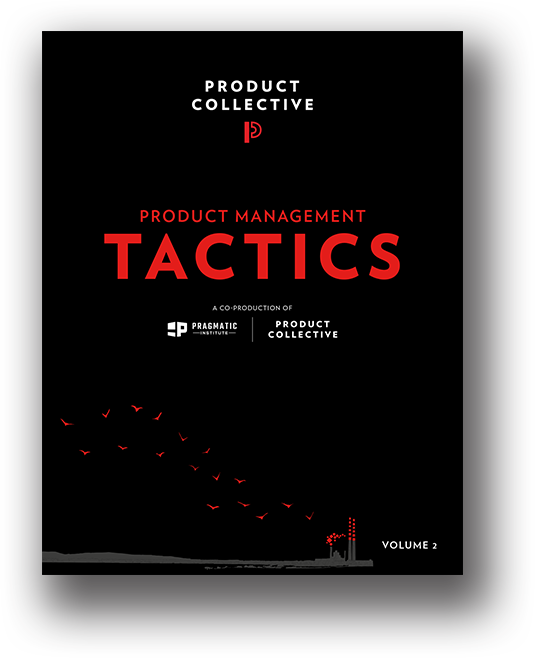 PRODUCT
COLLECTIVE
PRODUCT MANAGEMENT
TACTICS
A CO-PRODUCTION OF
PRAGMATIC
INSTITUTE
PRODUCT
COLLECTIVE
VOLUME 2